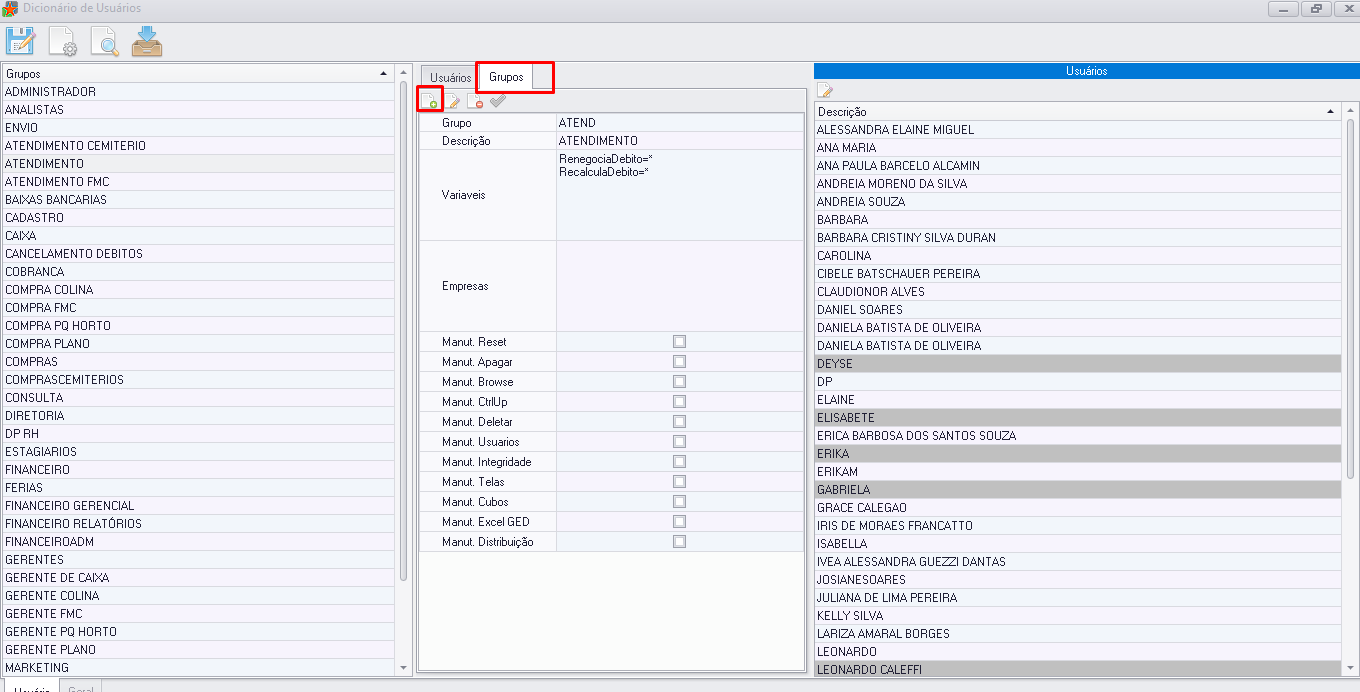 Dicionário de Usuários
Grupos
ADMINISTRADOR
ANALISTAS
ENVIO
ATENDIMENTO CEMITERIO
ATENDIMENTO
ATENDIMENTO FMC
BAIXAS BANCARIAS
CADASTRO
CAIXA
CANCELAMENTO DEBITOS
COBRANCA
COMPRA COLINA
COMPRA FMC
COMPRA PQ HORTO
COMPRA PLANO
COMPRAS
COMPRASCEMITERIOS
CONSULTA
DIRETORIA
DP RH
ESTAGIARIOS
FINANCEIRO
FERIAS
FINANCEIRO GERENCIAL
FINANCEIRO RELATÓRIOS
FINANCEIROADM
GERENTES
GERENTE DE CAIXA
GERENTE COLINA
GERENTE FMC
GERENTE PQ HORTO
GERENTE PLANO
MARKETING
Usuário Geral
Usuários Grupos
Grupo ATEND
Descrição ATENDIMENTO
Variaveis RenegociaDebito=*
RecalculaDebito=*
Empresas
Manut. Reset
Manut. Apagar
Manut. Browse
Manut. CtrlUp
Manut. Deletar
Manut. Usuarios
Manut. Integridade
Manut. Telas
Manut. Cubos
Manut. Excel GED
Manut. Distribuição
Usuários
Descrição
ALESSANDRA ELAINE MIGUEL
ANA MARIA
ANA PAULA BARCELO ALCAMIN
ANDREIA MORENO DA SILVA
ANDREIA SOUZA
BARBARA
BARBARA CRISTINY SILVA DURAN
CAROLINA
CIBELE BATSCHAUER PEREIRA
CLAUDIONOR ALVES
DANIEL SOARES
DANIELA BATISTA DE OLIVEIRA
DANIELA BATISTA DE OLIVEIRA
DEYSE
DP
ELAINE
ELISABETE
ERICA BARBOSA DOS SANTOS SOUZA
ERIKA
ERIKAM
GABRIELA
GRACE CALEGAO
IRIS DE MORAES FRANCATTO
ISABELLA
IVEA ALESSANDRA GUEZZI DANTAS
JOSIANESOARES
JULIANA DE LIMA PEREIRA
KELLY SILVA
LARIZA AMARAL BORGES
LEONARDO
LEONARDO CALEFFI